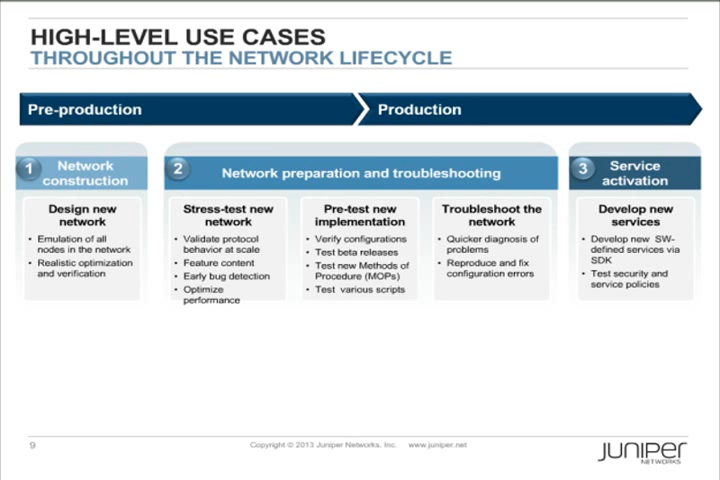 HIGH-LEVEL USE CASES
THROUGHOUT THE NETWORK LIFECYCLE
Pre-production
Production
1
Network
construction
2
Network preparation and troubleshooting
3
Service
activation
Design new
network
• Emulation of all
nodes in the network
• Realistic optimization
and verification
Stress-test new
network
• Validate protocol
behavior at scale
• Feature content
• Early bug detection
• Optimize
performance
Pre-test new
implementation
• Verify configurations
• Test beta releases
• Test new Methods of
Procedure (MOPs)
• Test various scripts
Troubleshoot the
network
• Quicker diagnosis of
problems
• Reproduce and fix
configuration errors
Develop new
services
• Develop new SW-
defined services via
SDK
• Test security and
service policies
9
Copyright © 2013 Juniper Networks, Inc. www.juniper.net
JUNIPER
NETWORKS